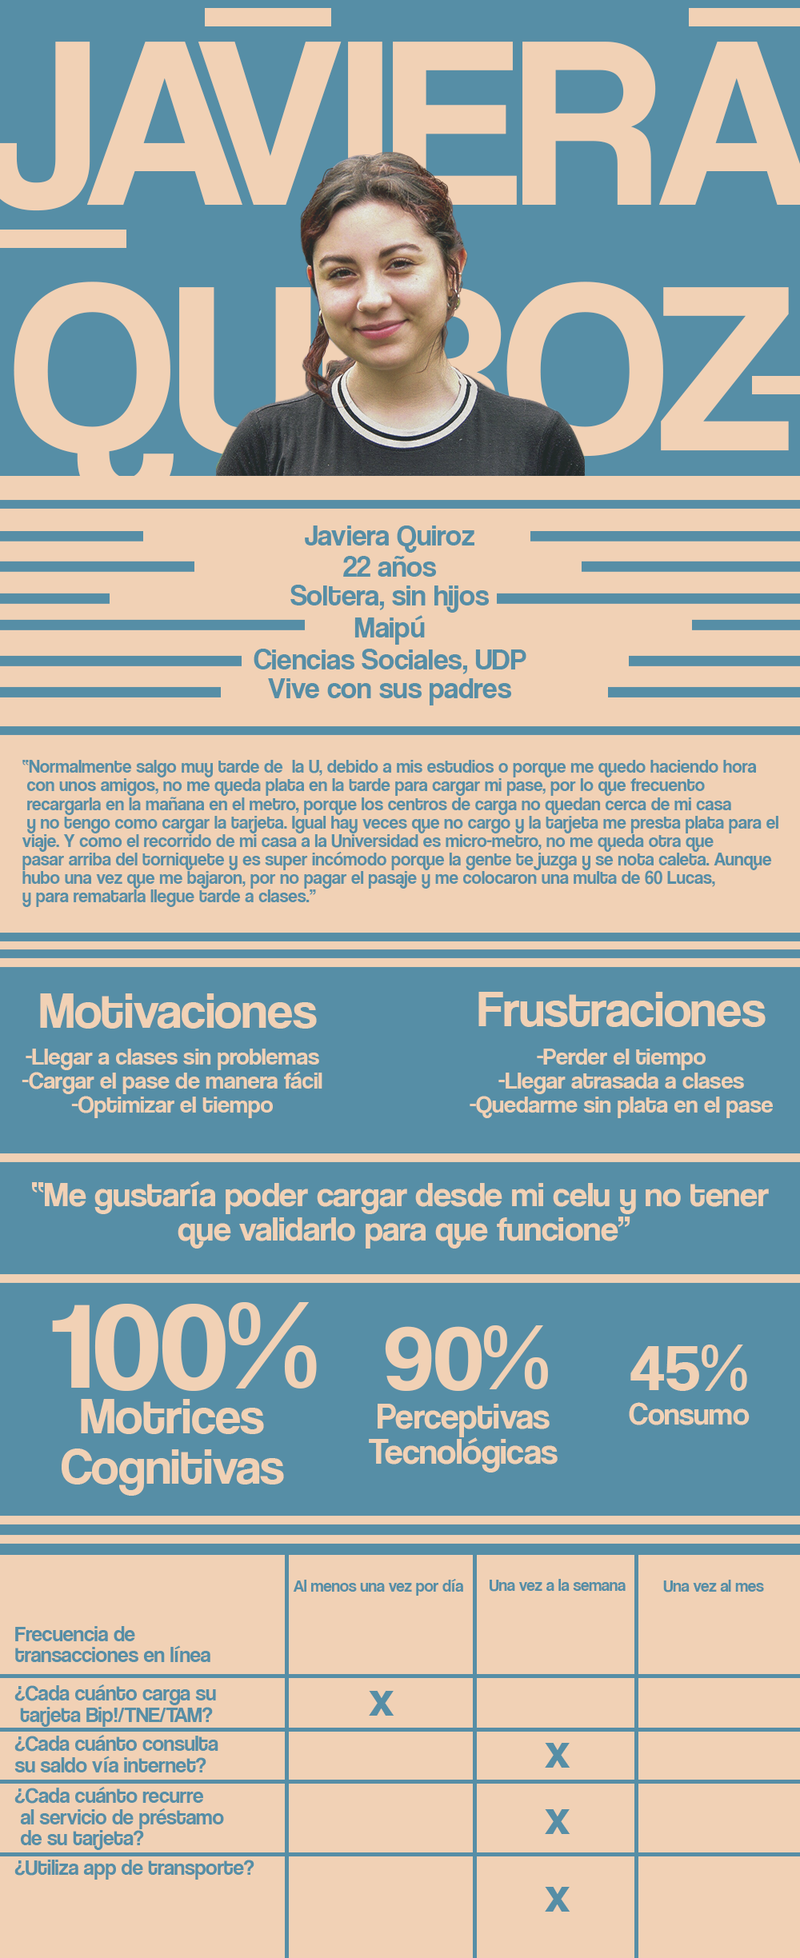 JAVIERA
QUIROZ
Javiera Quiroz
22 años
Soltera, sin hijos
Maipú
Ciencias Sociales, UDP
Vive con sus padres
“Normalmente salgo muy tarde de  la U, debido a mis estudios o porque me quedo haciendo hora
con unos amigos, no me queda plata en la tarde para cargar mi pase, por lo que frecuento
recargarla en la mañana en el metro, porque los centros de carga no quedan cerca de mi casa
y no tengo como cargar la tarjeta. Igual hay veces que no cargo y la tarjeta me presta plata para el
viaje. Y como el recorrido de mi casa a la Universidad es micro-metro, no me queda otra que
pasar arriba del torniquete y es super incómodo porque la gente te juzga y se nota caleta. Aunque
hubo una vez que me bajaron, por no pagar el pasaje y me colocaron una multa de 60 Lucas,
y para rematarla llegue tarde a clases.”
Motivaciones
-Llegar a clases sin problemas
-Cargar el pase de manera fácil
-Optimizar el tiempo
Frustraciones
-Perder el tiempo
-Llegar atrasada a clases
-Quedarme sin plata en el pase
“Me gustaría poder cargar desde mi celu y no tener
que validarlo para que funcione”
100%
Motrices
Cognitivas
90%
Perceptivas
Tecnológicas
45%
Consumo
Al menos una vez por día
Una vez a la semana
Una vez al mes
Frecuencia de
transacciones en línea
¿Cada cuánto carga su
tarjeta Bip!/TNE/TAM?
X
¿Cada cuánto consulta
su saldo vía internet?
X
¿Cada cuánto recurre
al servicio de préstamo
de su tarjeta?
X
¿Utiliza app de transporte?
X